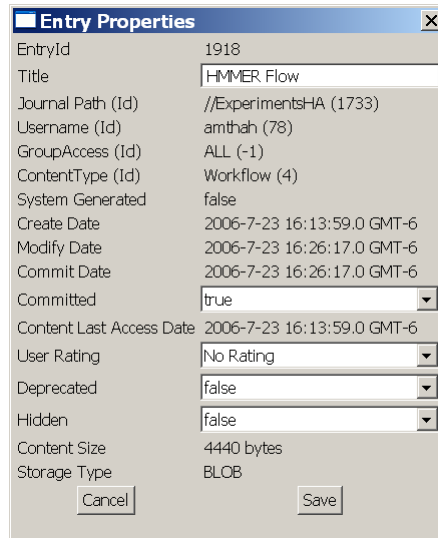 Entry Properties
EntryId 1918
Title HMMER Flow
Journal Path (Id) //ExperimentsHA (1733)
Username (Id) amthah (78)
GroupAccess (Id) ALL (-1)
ContentType (Id) Workflow (4)
System Generated false
Create Date 2006-7-23 16:13:59.0 GMT-6
Modify Date 2006-7-23 16:26:17.0 GMT-6
Commit Date 2006-7-23 16:26:17.0 GMT-6
Committed true
Content Last Access Date 2006-7-23 16:13:59.0 GMT-6
User Rating No Rating
Deprecated false
Hidden false
Content Size 4440 bytes
Storage Type BLOB
Cancel Save